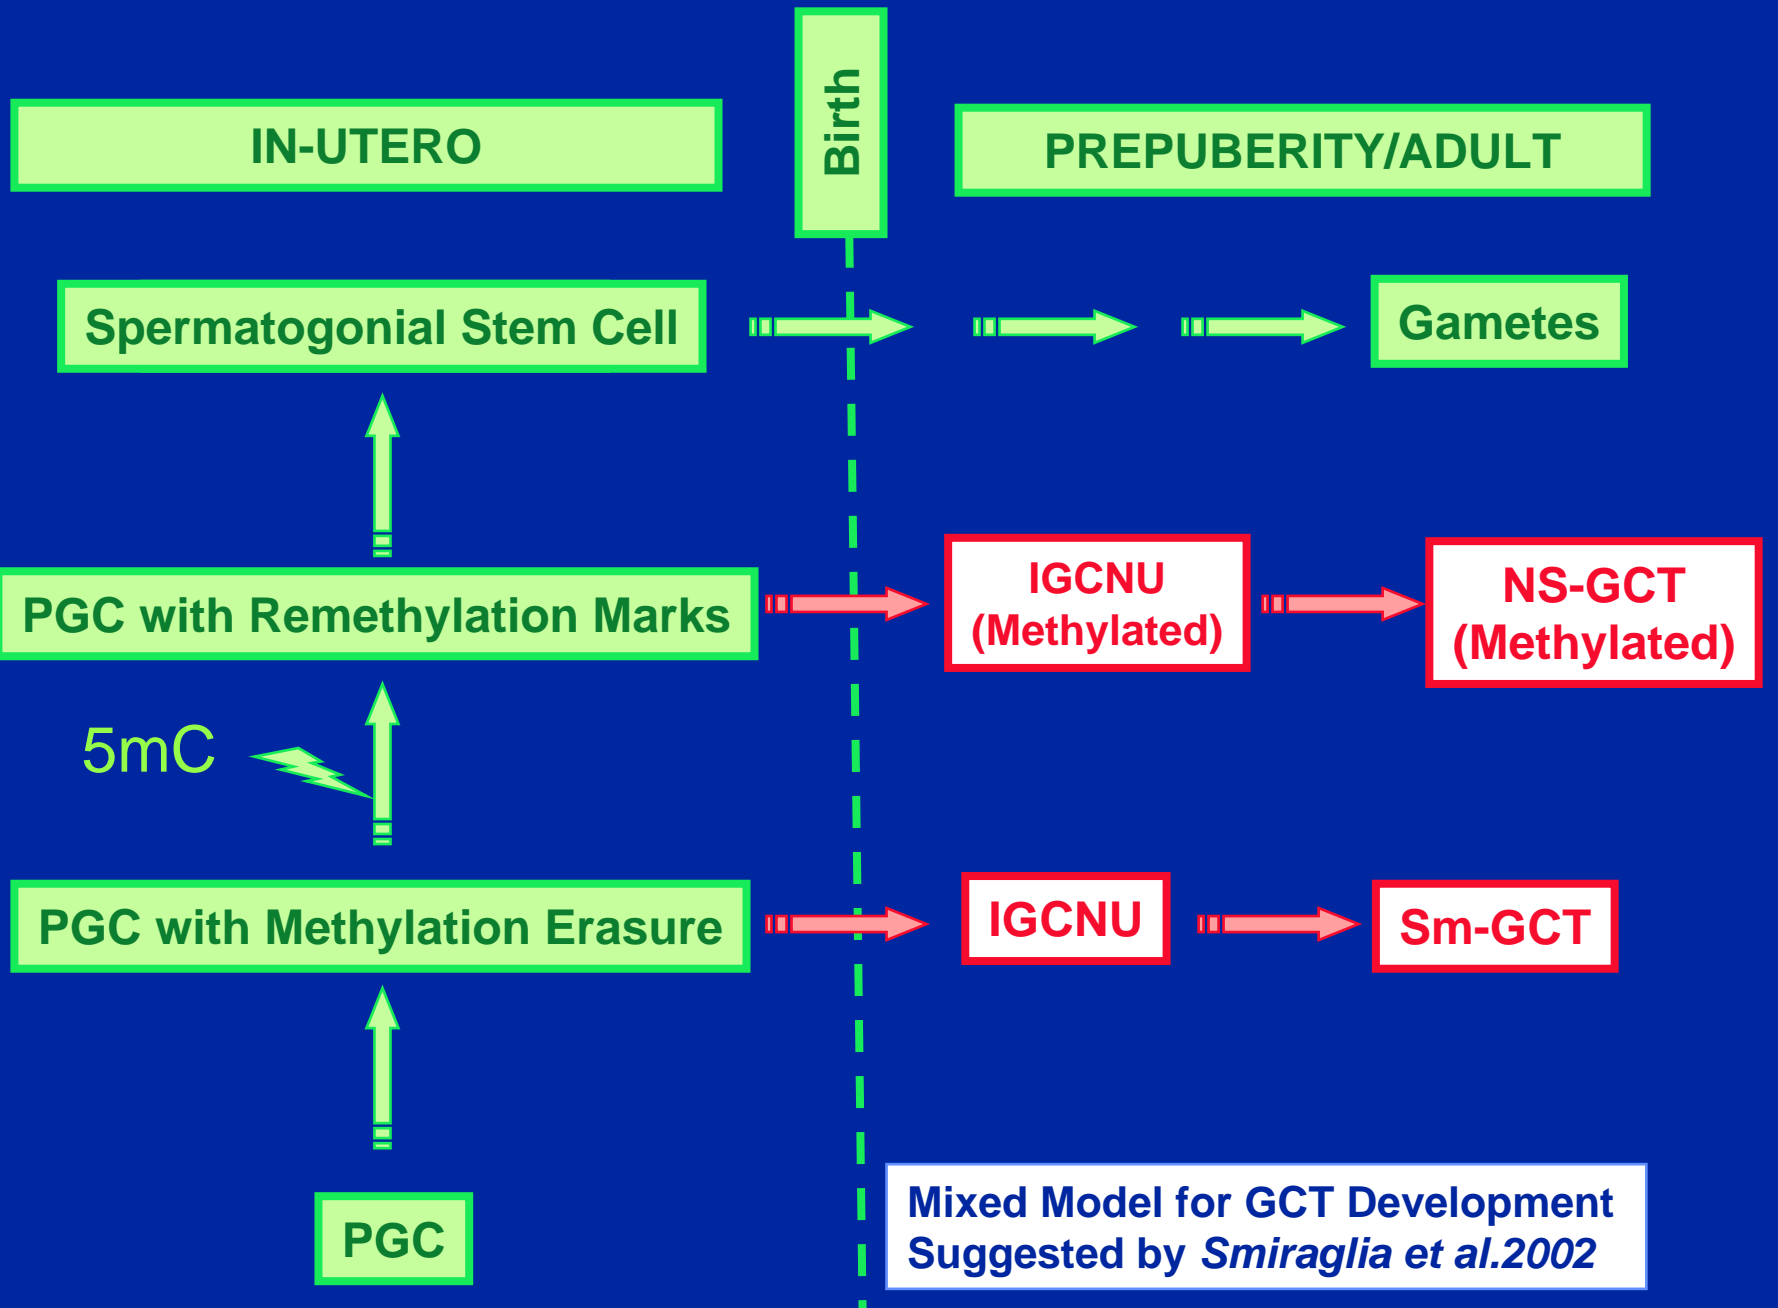 IN-UTERO
Birth
PREPUBERITY/ADULT
Spermatogonial Stem Cell
Gametes
PGC with Remethylation Marks
IGCNU
(Methylated)
NS-GCT
(Methylated)
5mC
PGC with Methylation Erasure
IGCNU
Sm-GCT
PGC
Mixed Model for GCT Development
Suggested by Smiraglia et al.2002